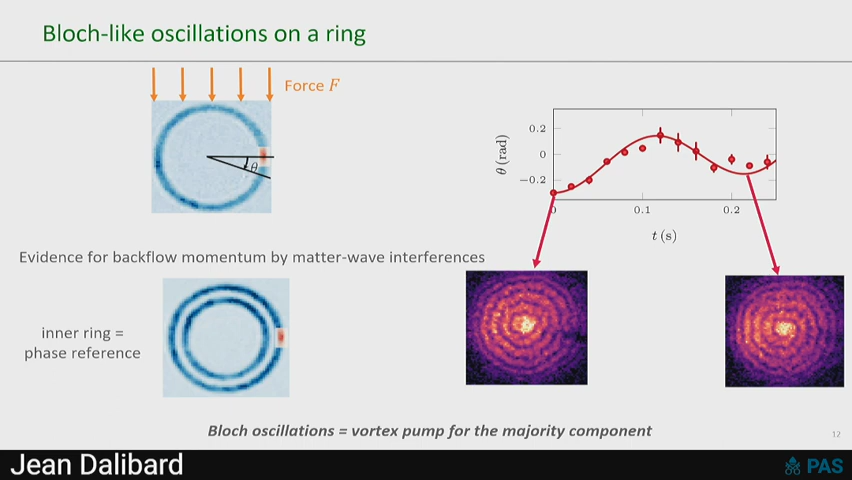 Bloch-like oscillations on a ring
Force F
θ
θ (rad)
0.2
0
−0.2
0
0.1
0.2
t (s)
Evidence for backflow momentum by matter-wave interferences
inner ring =
phase reference
Bloch oscillations = vortex pump for the majority component
12
Jean Dalibard
PAS